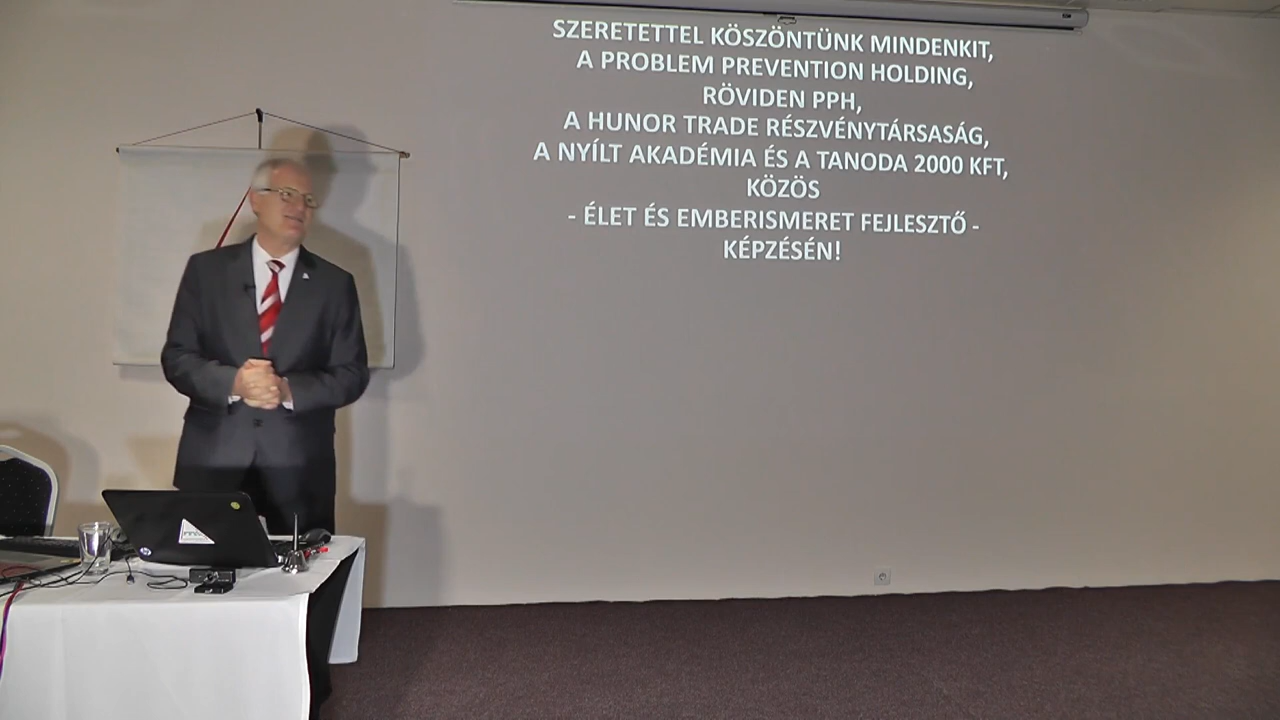 SZERETETTEL KÖSZÖNTÜNK MINDENKIT,
A PROBLEM PREVENTION HOLDING,
RÖVIDEN PPH,
A HUNOR TRADE RÉSZVÉNYTÁRSASÁG,
A NYÍLT AKADÉMIA ÉS A TANODA 2000 KFT,
KÖZÖS
- ÉLET ÉS EMBERISMERET FEJLESZTŐ -
KÉPZÉSÉN!